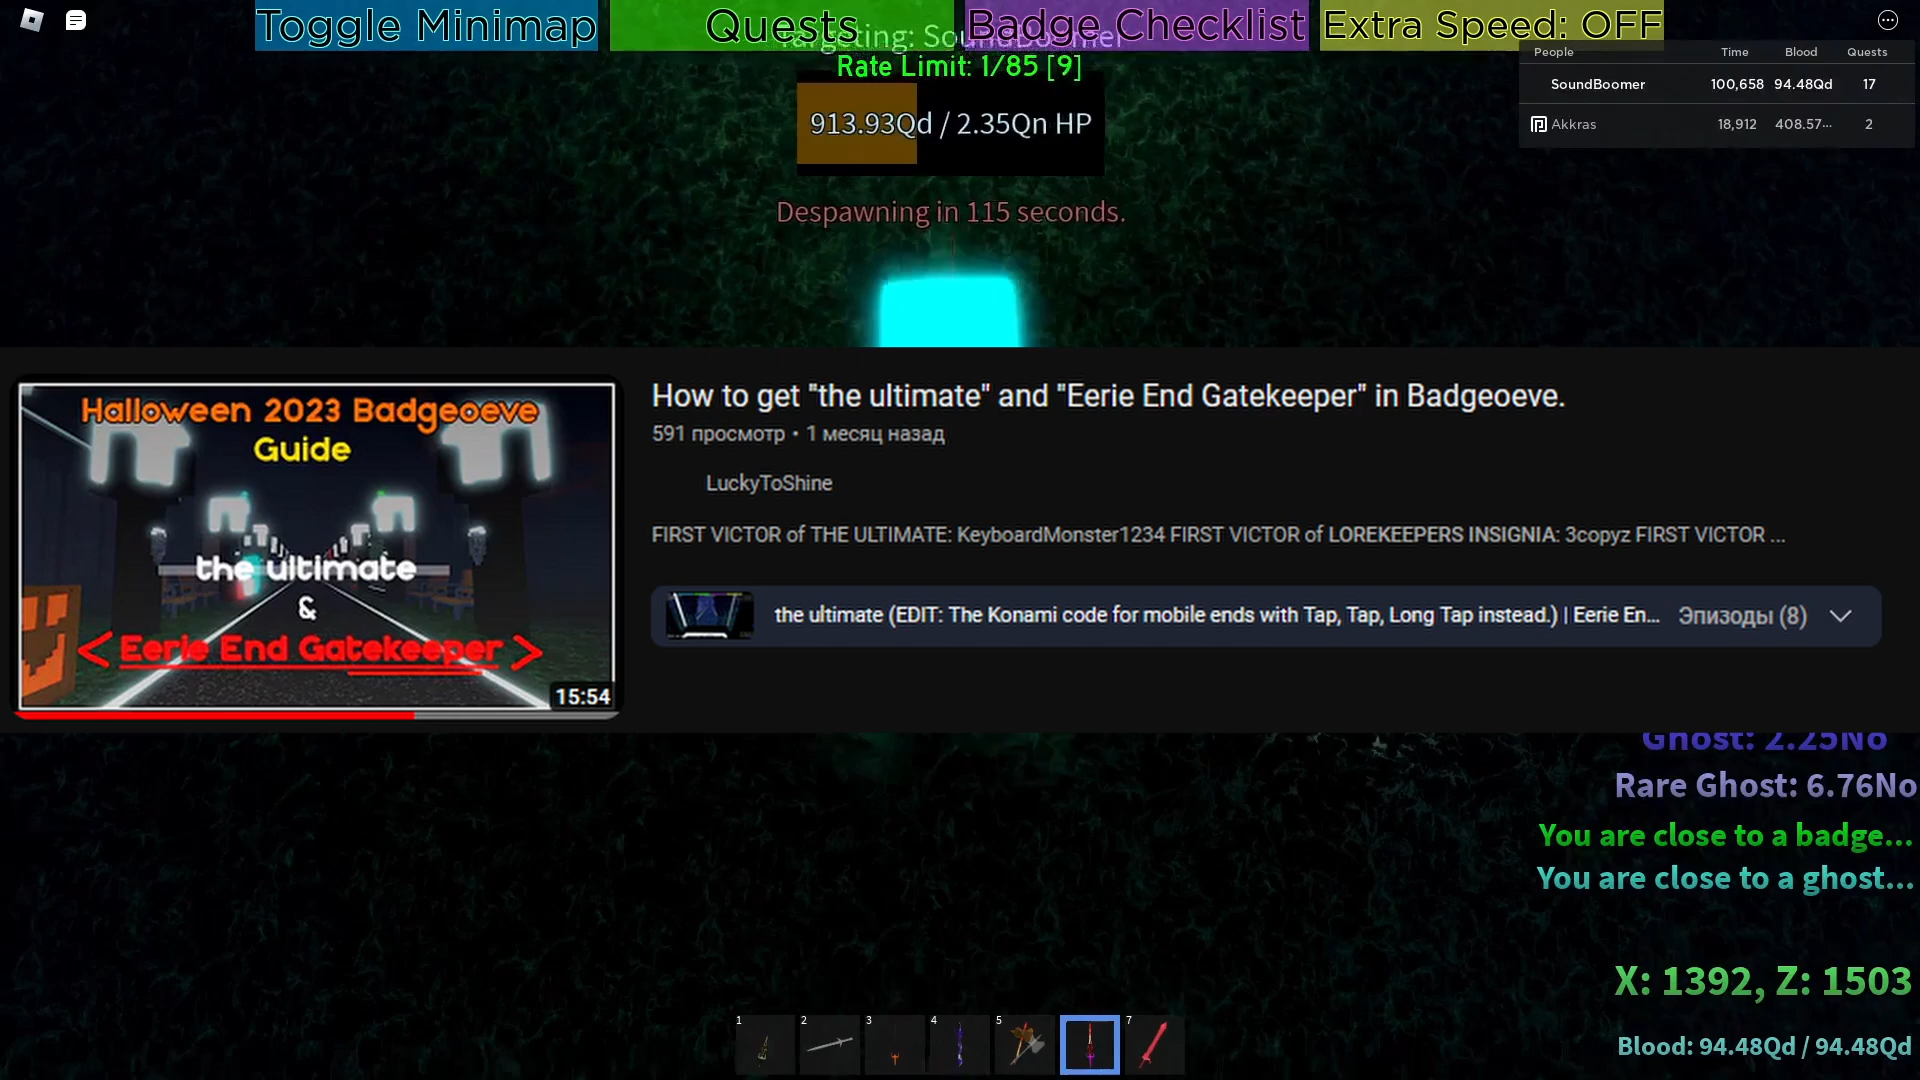 Toggle Minimap
Quests
Badge Checklist
Extra Speed: OFF
Targeting: SoundBoomer
Rate Limit: 1/85 [9]
913.93Qd / 2.35Qn HP
Despawning in 115 seconds.
People Time Blood Quests
SoundBoomer 100,658 94.48Qd 17
Akkras 18,912 408.57... 2
Halloween 2023 Badgeoeve
Guide
the ultimate
&
< Eerie End Gatekeeper >
15:54
How to get "the ultimate" and "Eerie End Gatekeeper" in Badgeoeve.
591 просмотр • 1 месяц назад
LuckyToShine
FIRST VICTOR of THE ULTIMATE: KeyboardMonster1234 FIRST VICTOR of LOREKEEPERS INSIGNIA: 3copyz FIRST VICTOR ...
the ultimate (EDIT: The Konami code for mobile ends with Tap, Tap, Long Tap instead.) | Eerie En... Эпизоды (8)
Ghost: 2.25No
Rare Ghost: 6.76No
You are close to a badge...
You are close to a ghost...
X: 1392, Z: 1503
Blood: 94.48Qd / 94.48Qd
1 2 3 4 5 7